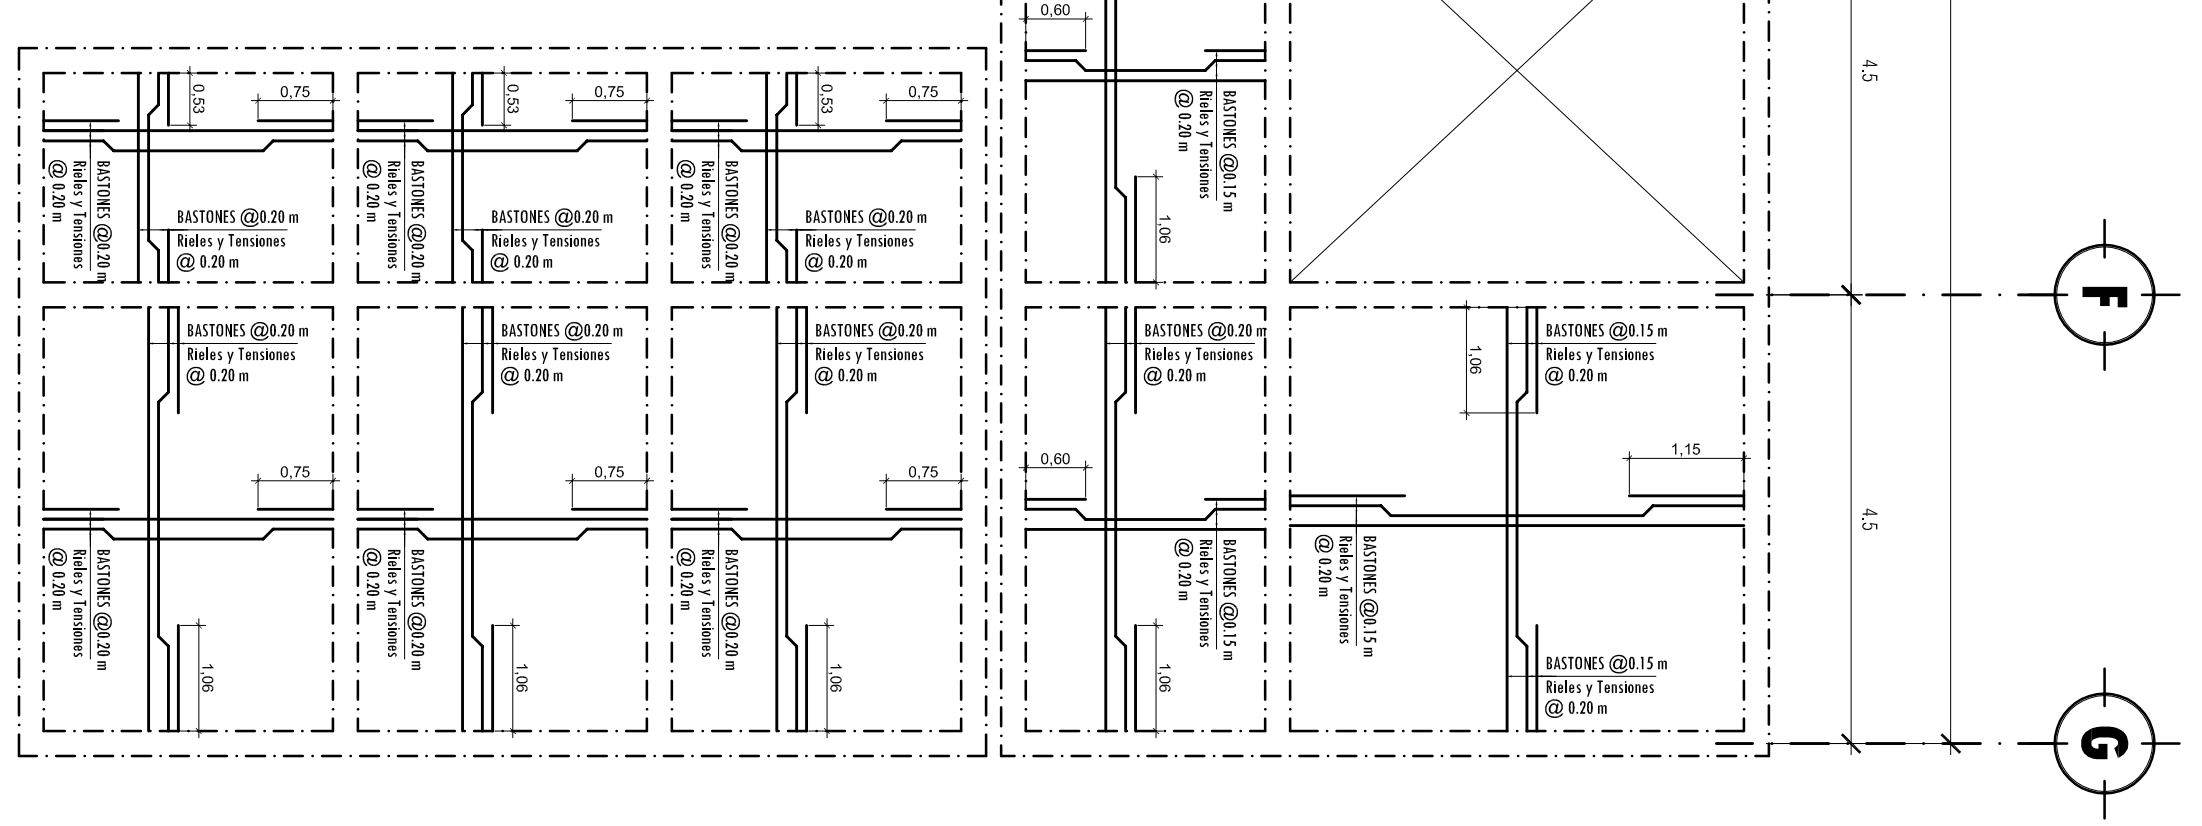 0,60
4.5
0,53
0,75
0,53
0,75
0,53
0,75
BASTONES @0.15 m
Rieles y Tensiones
@ 0.20 m
BASTONES @0.20 m
Rieles y Tensiones
@ 0.20 m
BASTONES @0.20 m
Rieles y Tensiones
@ 0.20 m
BASTONES @0.20 m
Rieles y Tensiones
@ 0.20 m
BASTONES @0.20 m
Rieles y Tensiones
@ 0.20 m
BASTONES @0.20 m
Rieles y Tensiones
@ 0.20 m
BASTONES @0.20 m
Rieles y Tensiones
@ 0.20 m
1,06
F
BASTONES @0.20 m
Rieles y Tensiones
@ 0.20 m
BASTONES @0.20 m
Rieles y Tensiones
@ 0.20 m
BASTONES @0.20 m
Rieles y Tensiones
@ 0.20 m
BASTONES @0.20 m
Rieles y Tensiones
@ 0.20 m
1,06
BASTONES @0.15 m
Rieles y Tensiones
@ 0.20 m
0,75
0,75
0,75
0,60
1,15
4.5
BASTONES @0.20 m
Rieles y Tensiones
@ 0.20 m
BASTONES @0.20 m
Rieles y Tensiones
@ 0.20 m
BASTONES @0.20 m
Rieles y Tensiones
@ 0.20 m
BASTONES @0.15 m
Rieles y Tensiones
@ 0.20 m
BASTONES @0.15 m
Rieles y Tensiones
@ 0.20 m
1,06
1,06
1,06
1,06
BASTONES @0.15 m
Rieles y Tensiones
@ 0.20 m
G